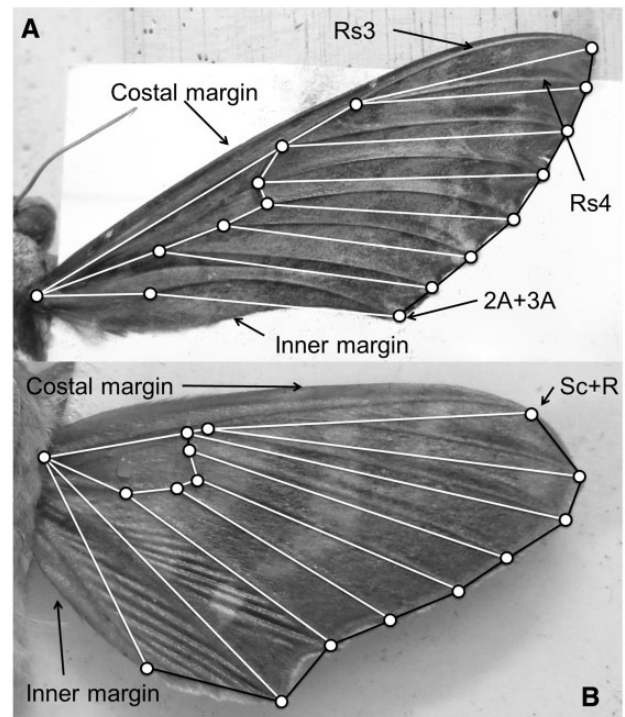 A
Rs3
Costal margin
Rs4
2A+3A
Inner margin
Costal margin
Sc+R
Inner margin
B